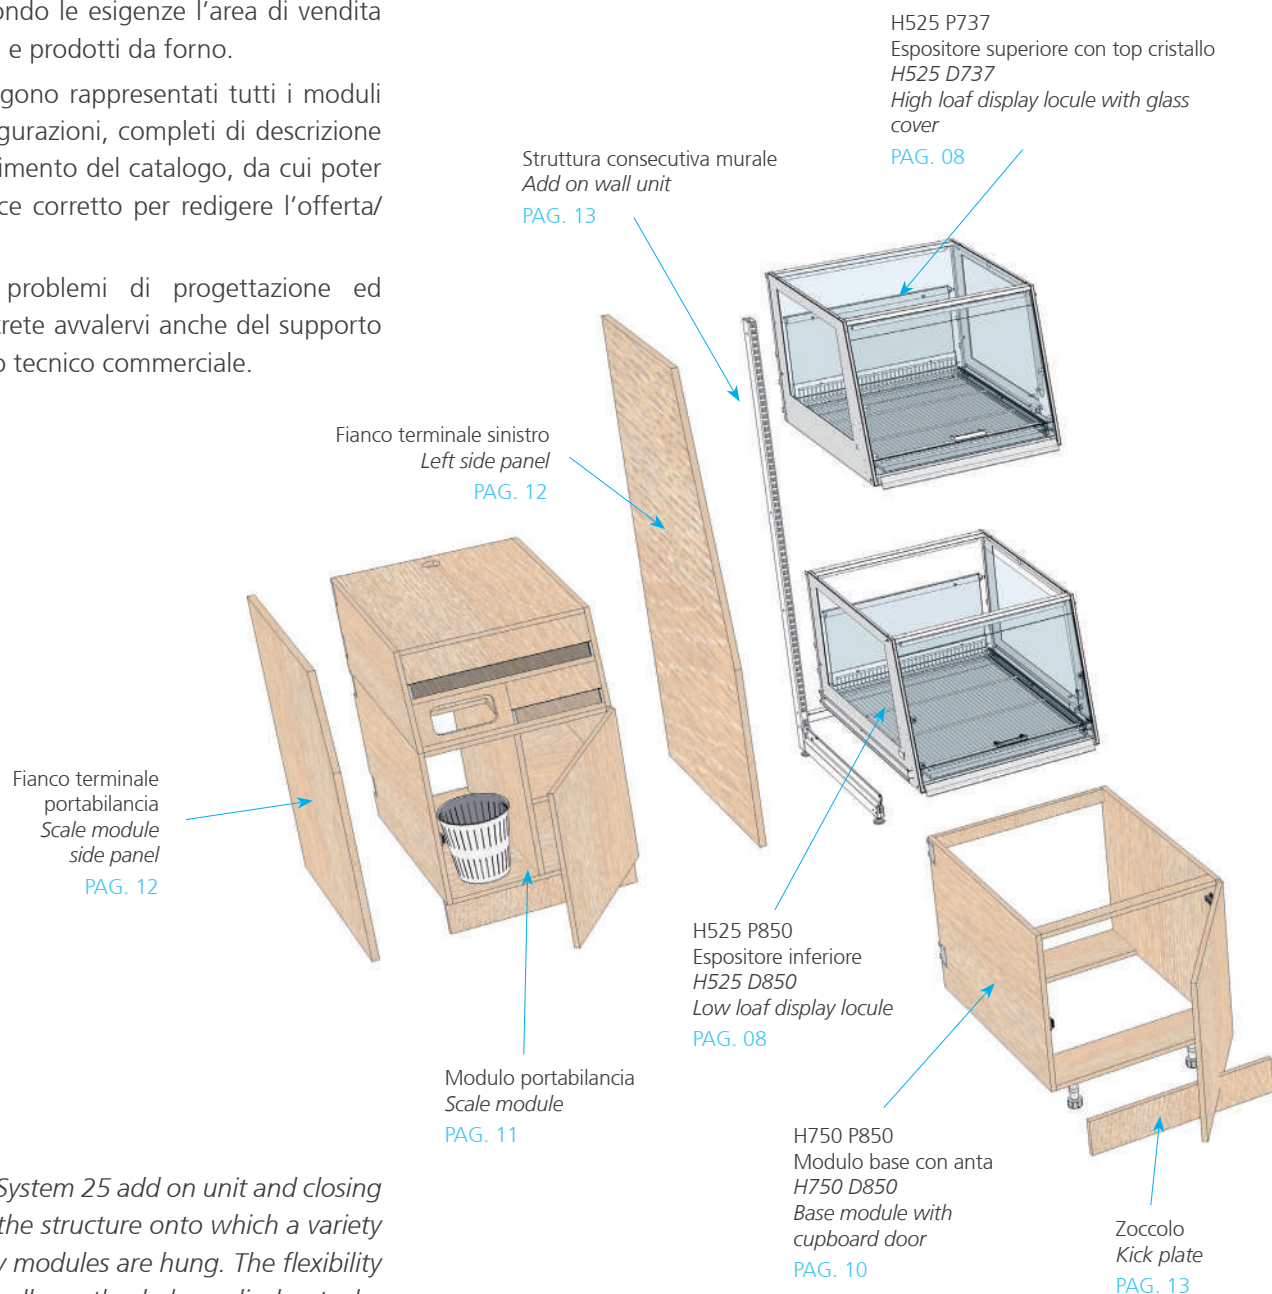 ondo le esigenze l’area di vendita
e prodotti da forno.
gono rappresentati tutti i moduli
gurazioni, completi di descrizione
imento del catalogo, da cui poter
ce corretto per redigere l’offerta/
problemi di progettazione ed
trete avvalervi anche del supporto
o tecnico commerciale.
H525 P737
Espositore superiore con top cristallo
H525 D737
High loaf display locule with glass
cover
PAG. 08
Struttura consecutiva murale
Add on wall unit
PAG. 13
Fianco terminale sinistro
Left side panel
PAG. 12
Fianco terminale
portabilancia
Scale module
side panel
PAG. 12
H525 P850
Espositore inferiore
H525 D850
Low loaf display locule
PAG. 08
Modulo portabilancia
Scale module
PAG. 11
H750 P850
Modulo base con anta
H750 D850
Base module with
cupboard door
PAG. 10
Zoccolo
Kick plate
PAG. 13
System 25 add on unit and closing
the structure onto which a variety
y modules are hung. The flexibility